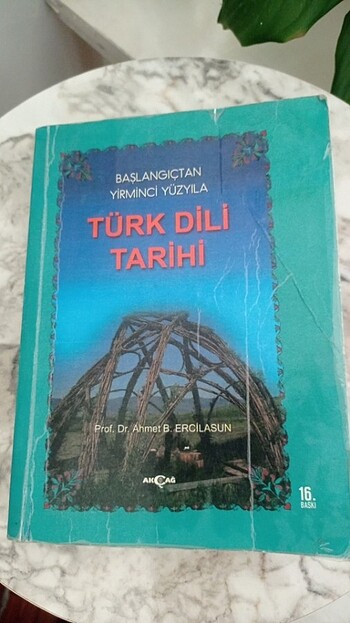 BAŞLANGIÇTAN
YİRMİNCİ YÜZYILA
TÜRK DİLİ
TARİHİ
Prof. Dr. Ahmet B. ERCİLASUN
AKÇAĞ
16.
BASKI